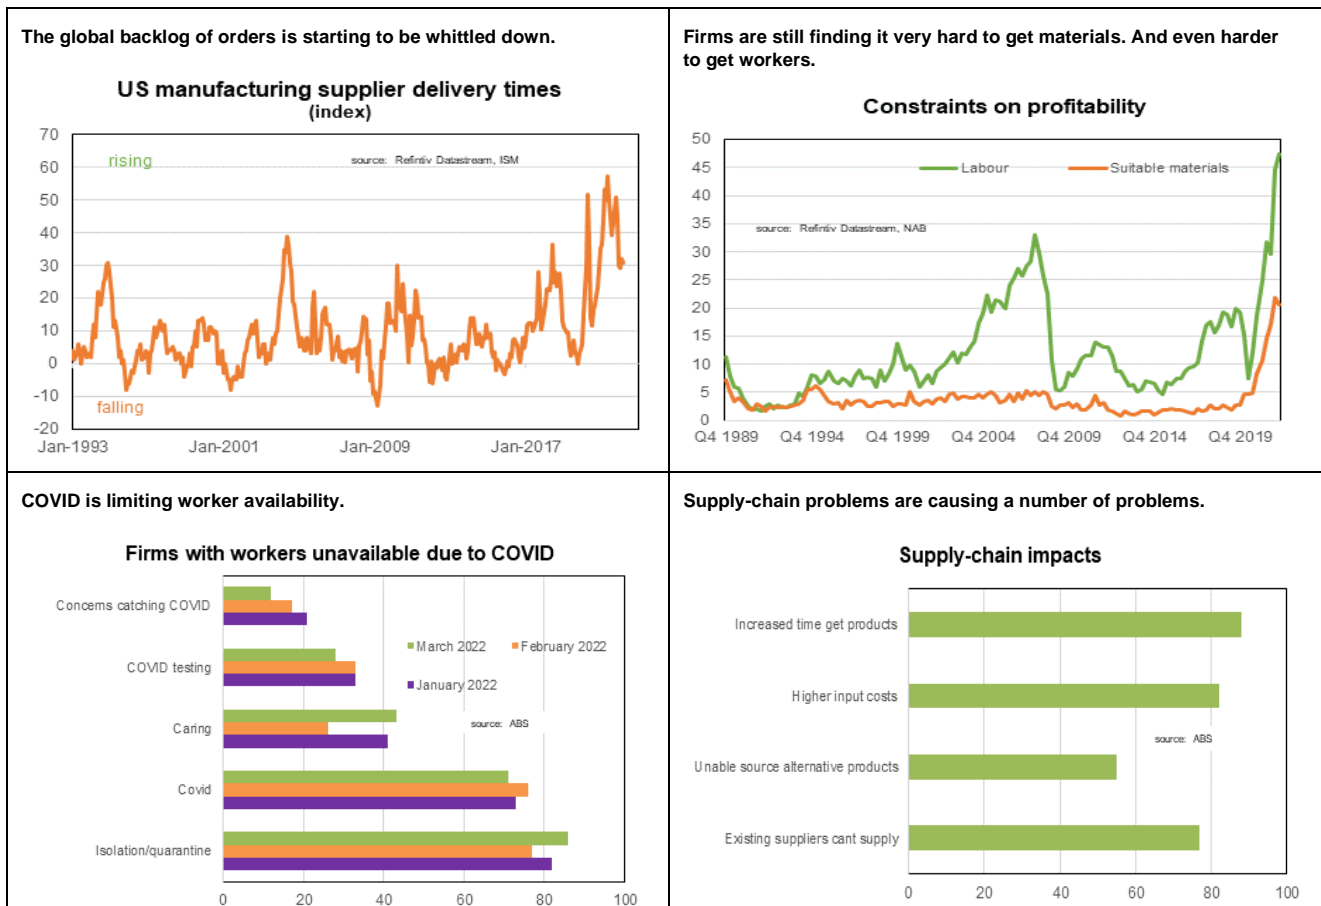 The global backlog of orders is starting to be whittled down.
US manufacturing supplier delivery times
(index)
70
60
50
40
30
20
10
0
-10
-20
rising
source: Refintiv Datastream, ISM
falling
Jan-1993
Jan-2001
Jan-2009
Jan-2017
Firms are still finding it very hard to get materials. And even harder
to get workers.
Constraints on profitability
50
45
40
35
30
25
20
15
10
5
0
Labour
Suitable materials
source: Refintiv Datastream, NAB
Q4 1989
Q4 1994
Q4 1999
Q4 2004
Q4 2009
Q4 2014
Q4 2019
COVID is limiting worker availability.
Firms with workers unavailable due to COVID
Concerns catching COVID
COVID testing
Caring
Covid
Isolation/quarantine
March 2022
February 2022
January 2022
source: ABS
0
20
40
60
80
100
Supply-chain problems are causing a number of problems.
Supply-chain impacts
Increased time get products
Higher input costs
Unable source alternative products
Existing suppliers cant supply
source: ABS
0
20
40
60
80
100